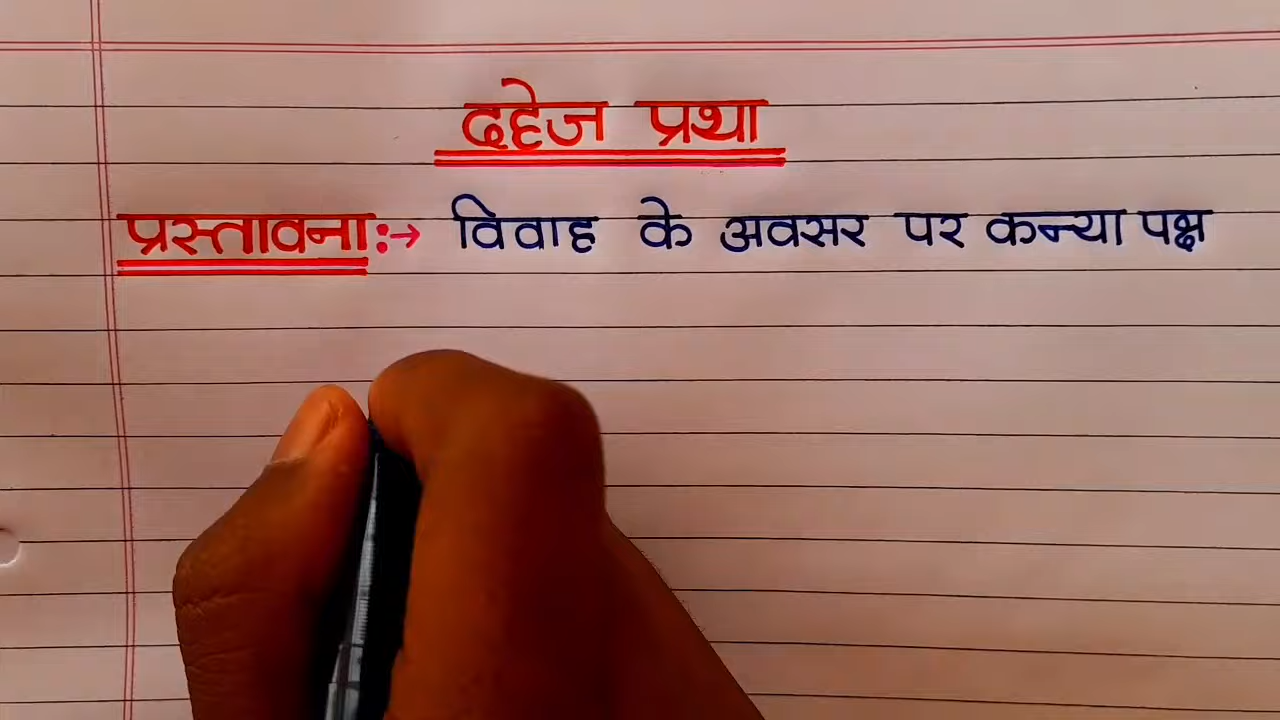 दहेज प्रथा
प्रस्तावना:→ विवाह के अवसर पर कन्या पक्ष